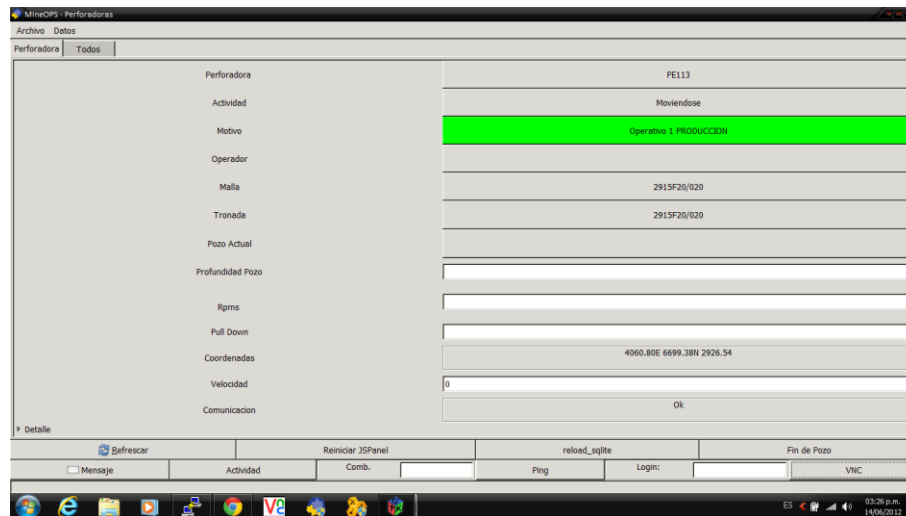 MineOPS - Perforadoras
Archivo Datos
Perforadora Todos
Perforadora PE113
Actividad Moviendose
Motivo Operativo 1 PRODUCCION
Operador
Malla 2915F20/020
Tronada 2915F20/020
Pozo Actual
Profundidad Pozo
Rpms
Pull Down
Coordenadas 4060.80E 6699.38N 2926.54
Velocidad 0
Comunicacion Ok
Detalle
Refrescar Reiniciar JSPanel reload_sqlite Fin de Pozo
Mensaje Actividad Comb. Ping Login: VNC
ES 03:26 p.m.
14/06/2012